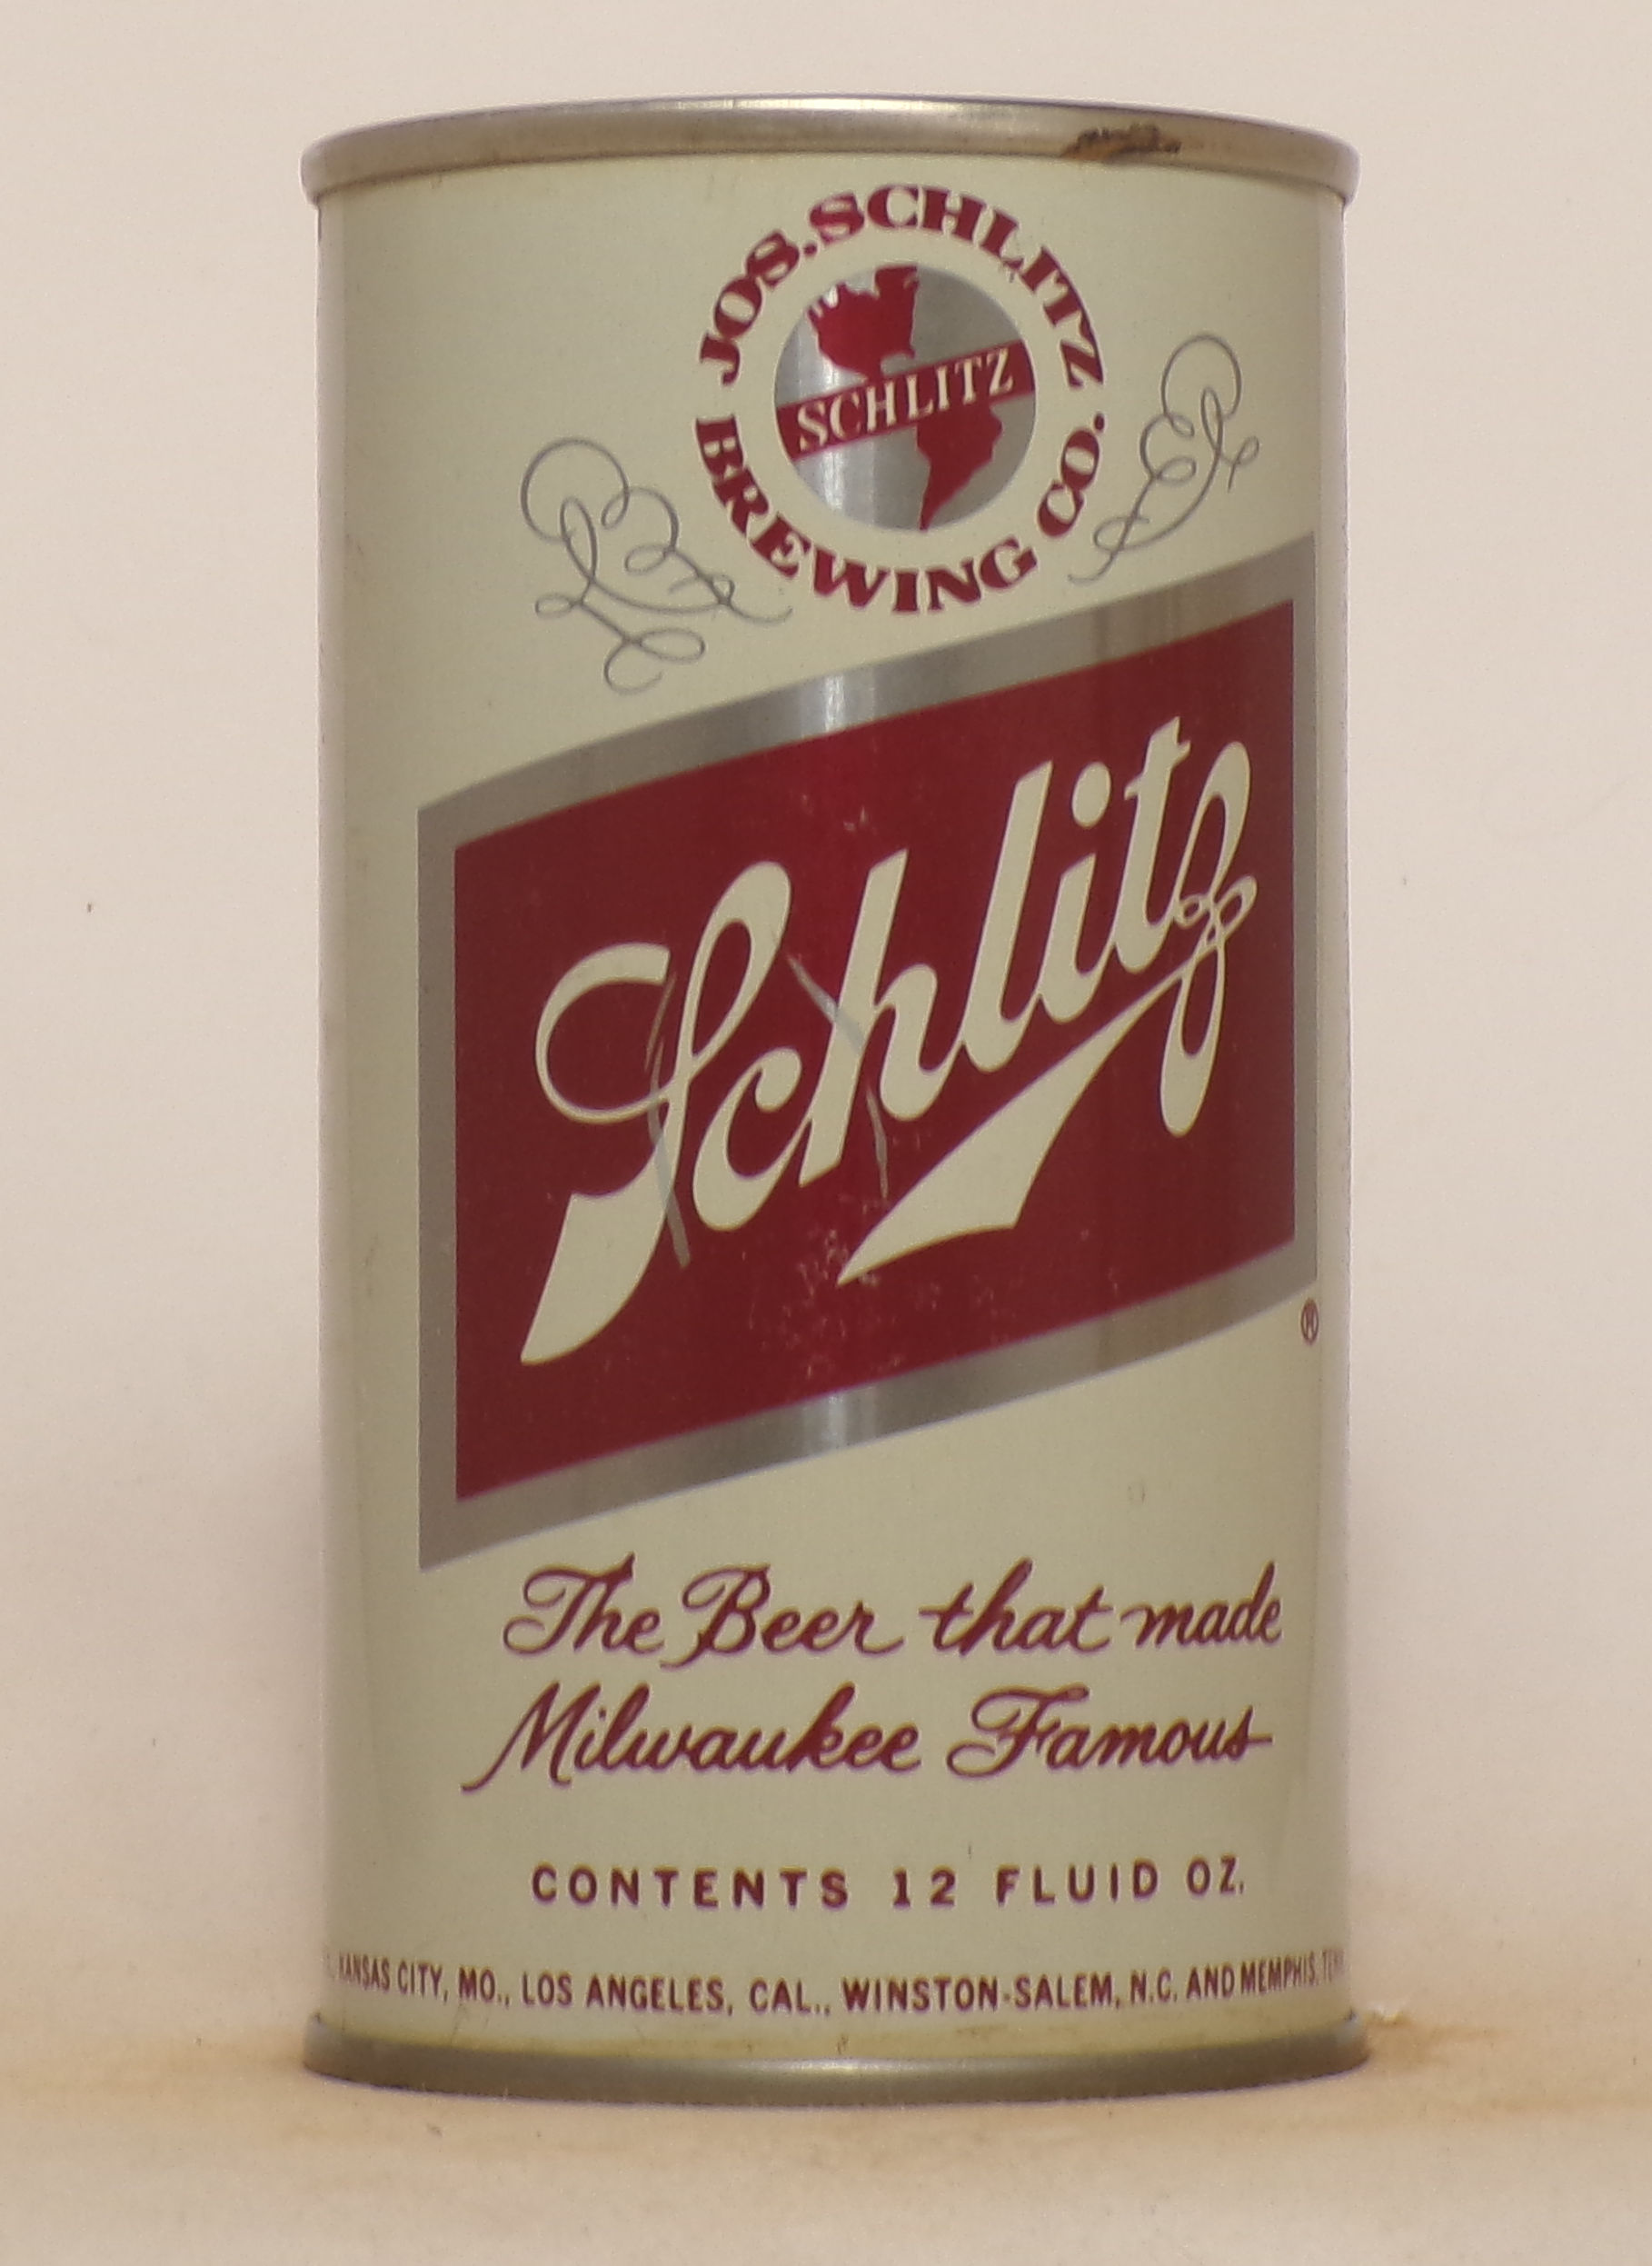 JOS. SCHLITZ
BREWING CO.
SCHLITZ
Schlitz
®
The Beer that made
Milwaukee Famous
CONTENTS 12 FLUID OZ.
KANSAS CITY, MO., LOS ANGELES, CAL., WINSTON-SALEM, N.C. AND MEMPHIS,